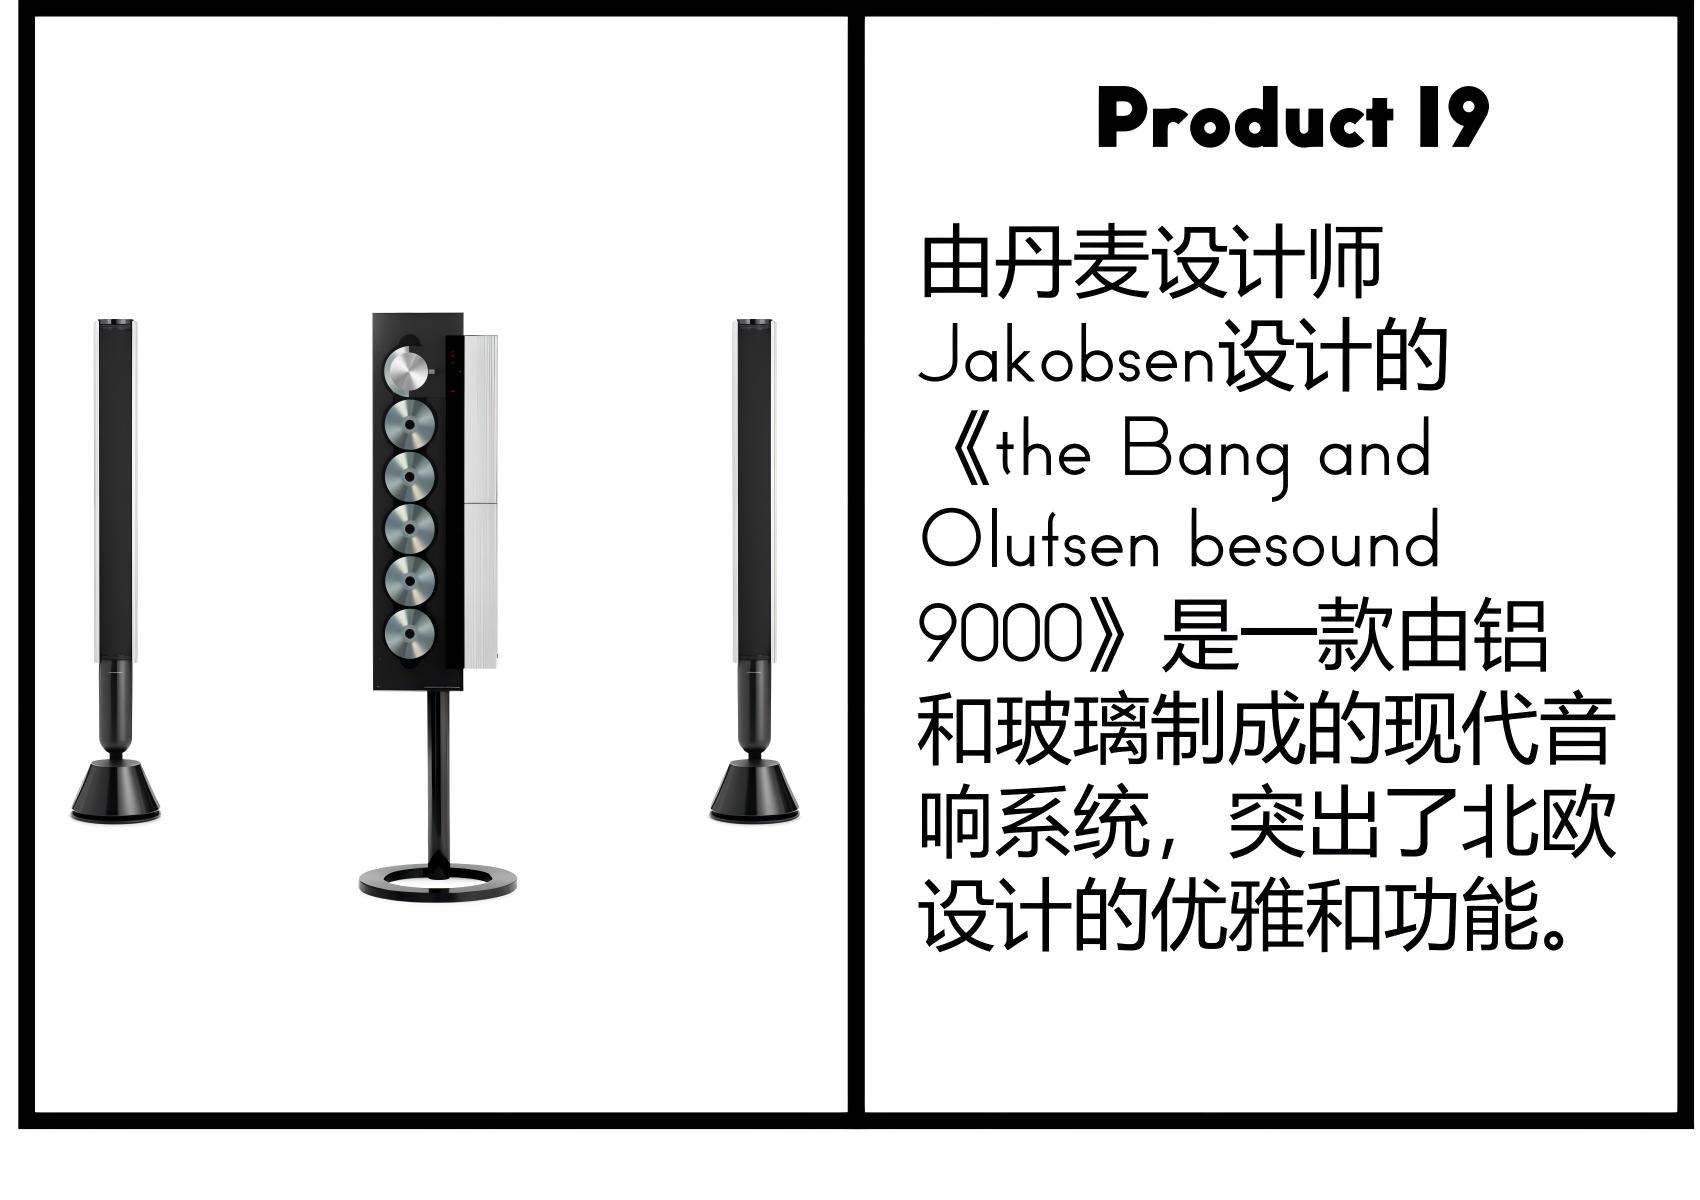 Product 19
由丹麦设计师
Jakobsen设计的
《the Bang and
Olufsen besound
9000》是一款由铝
和玻璃制成的现代音
响系统，突出了北欧
设计的优雅和功能。